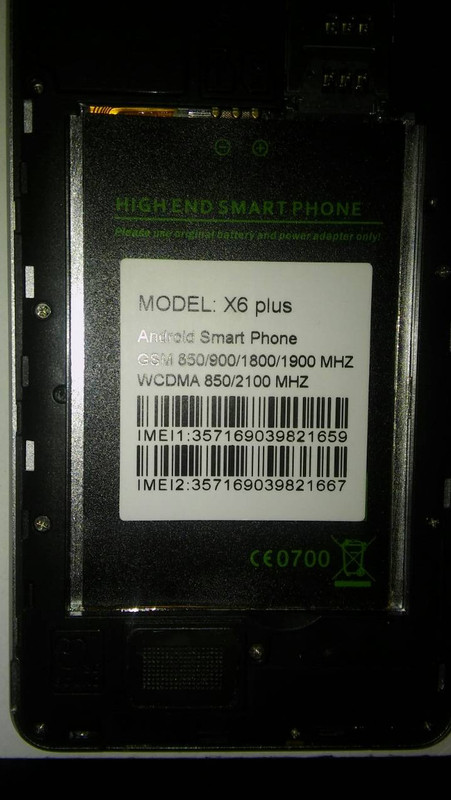 HIGH END SMART PHONE
Please use original battery and power adapter only!
MODEL: X6 plus
Android Smart Phone
GSM 850/900/1800/1900 MHZ
WCDMA 850/2100 MHZ
IMEI1:357169039821659
IMEI2:357169039821667
CE0700